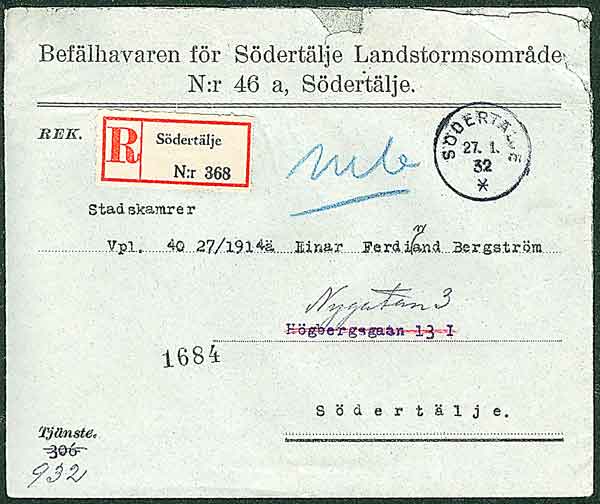 Befälhavaren för Södertälje Landstormsområde
N:r 46 a, Södertälje.
REK.
R
Södertälje
N:r 368
SÖDERTÄLJE
27. 1.
32
*
Stadskamrer
Vpl. 40 27/1914ä Einar Ferdinand Bergström
Nygatan 3
Högbergsgaan 13 I
1684
Södertälje.
Tjänste.
306
932